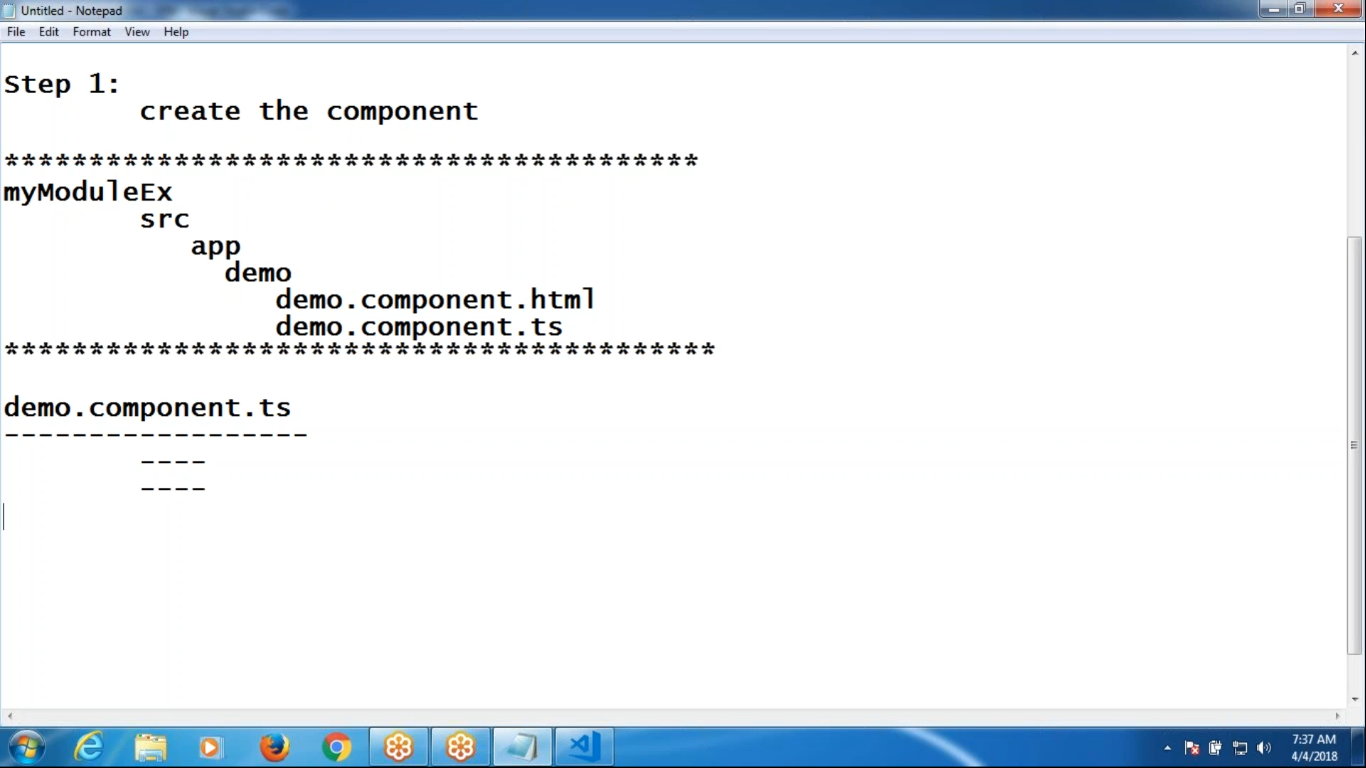 Untitled - Notepad
File Edit Format View Help
Step 1:
create the component
*****************************************
myModuleEx
src
app
demo
demo.component.html
demo.component.ts
******************************************
demo.component.ts
------------------
----
----
7:37 AM
4/4/2018